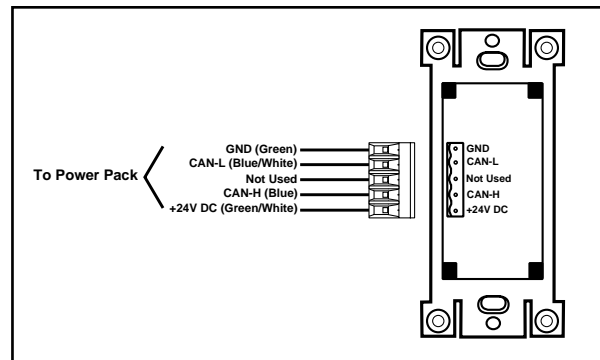 To Power Pack
GND (Green)
CAN-L (Blue/White)
Not Used
CAN-H (Blue)
+24V DC (Green/White)
GND
CAN-L
Not Used
CAN-H
+24V DC